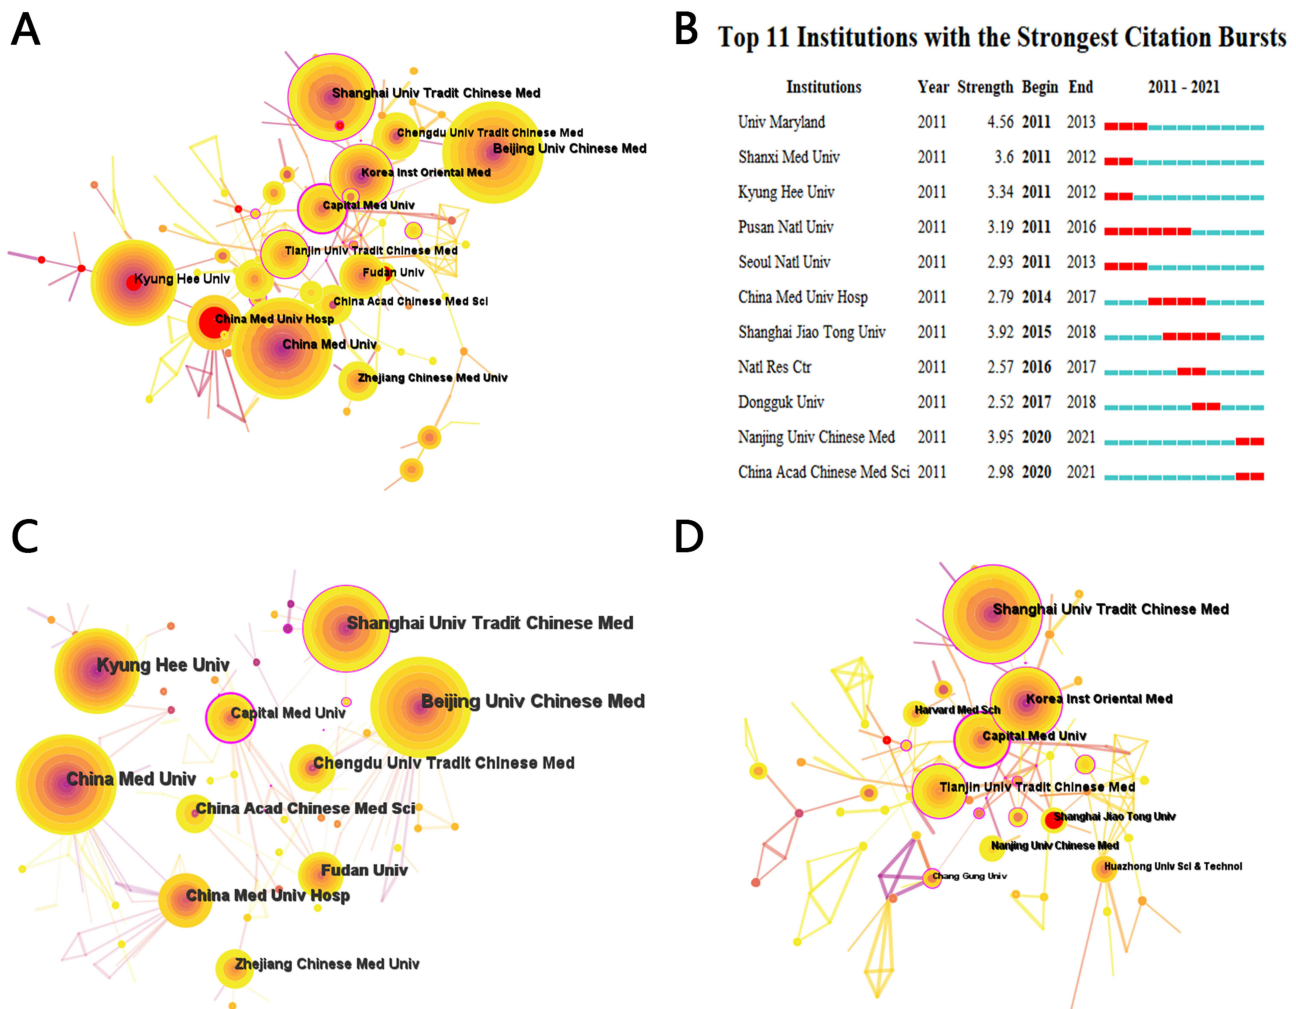 A
Shanghai Univ Tradit Chinese Med
Chengdu Univ Tradit Chinese Med
Beijing Univ Chinese Med
Korea Inst Oriental Med
Capital Med Univ
Tianjin Univ Tradit Chinese Med
Fudan Univ
Kyung Hee Univ
China Acad Chinese Med Sci
China Med Univ Hosp
China Med Univ
Zhejiang Chinese Med Univ
B
Top 11 Institutions with the Strongest Citation Bursts
Institutions Year Strength Begin End 2011 - 2021
Univ Maryland 2011 4.56 2011 2013
Shanxi Med Univ 2011 3.6 2011 2012
Kyung Hee Univ 2011 3.34 2011 2012
Pusan Natl Univ 2011 3.19 2011 2016
Seoul Natl Univ 2011 2.93 2011 2013
China Med Univ Hosp 2011 2.79 2014 2017
Shanghai Jiao Tong Univ 2011 3.92 2015 2018
Natl Res Ctr 2011 2.57 2016 2017
Dongguk Univ 2011 2.52 2017 2018
Nanjing Univ Chinese Med 2011 3.95 2020 2021
China Acad Chinese Med Sci 2011 2.98 2020 2021
C
Shanghai Univ Tradit Chinese Med
Kyung Hee Univ
Beijing Univ Chinese Med
Capital Med Univ
Chengdu Univ Tradit Chinese Med
China Med Univ
China Acad Chinese Med Sci
Fudan Univ
China Med Univ Hosp
Zhejiang Chinese Med Univ
D
Shanghai Univ Tradit Chinese Med
Korea Inst Oriental Med
Harvard Med Sch
Capital Med Univ
Tianjin Univ Tradit Chinese Med
Shanghai Jiao Tong Univ
Nanjing Univ Chinese Med
Huazhong Univ Sci & Technol
Chang Gung Univ